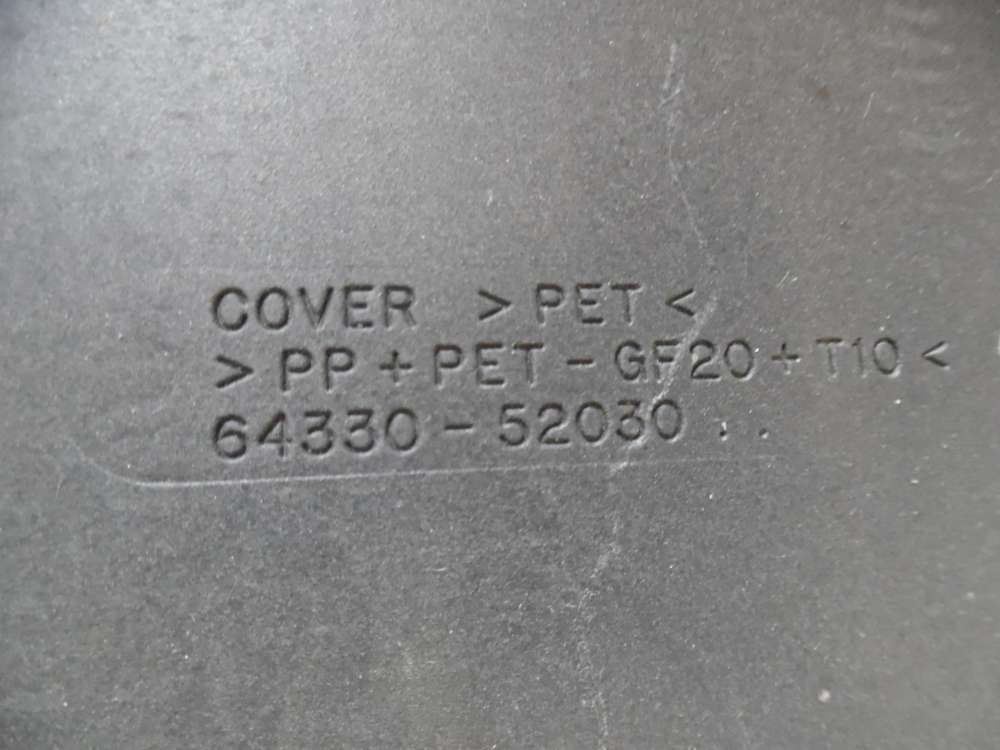 COVER >PET<
>PP+PET-GF20+T10<
64330-52030..